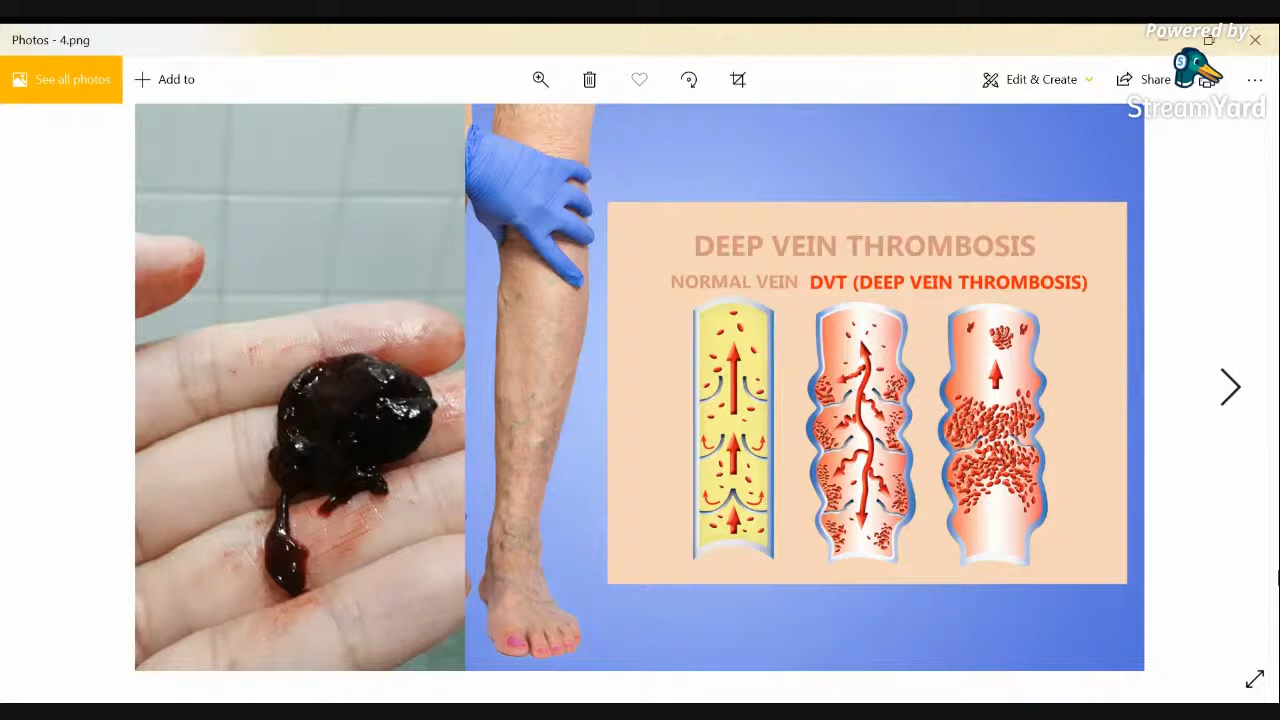 Photos - 4.png
Powered by
See all photos
Add to
Edit & Create
Share
S
StreamYard
DEEP VEIN THROMBOSIS
NORMAL VEIN DVT (DEEP VEIN THROMBOSIS)